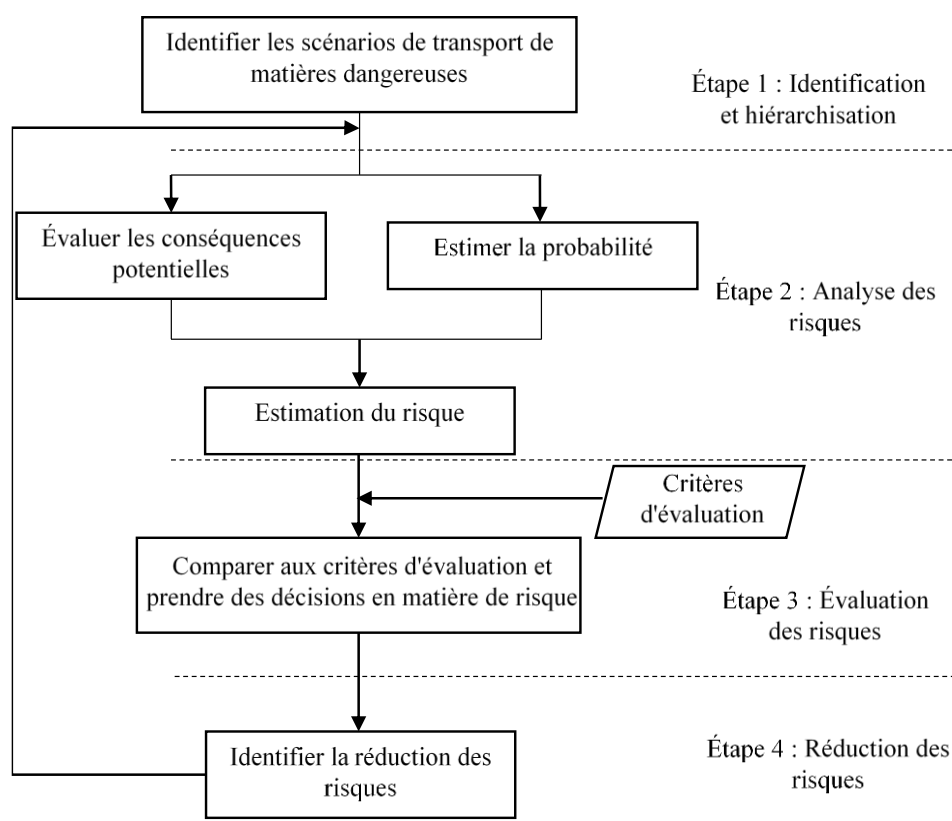 Identifier les scénarios de transport de
matières dangereuses
Étape 1 : Identification
et hiérarchisation
Évaluer les conséquences
potentielles
Estimer la probabilité
Étape 2 : Analyse des
risques
Estimation du risque
Critères
d'évaluation
Comparer aux critères d'évaluation et
prendre des décisions en matière de risque
Étape 3 : Évaluation
des risques
Identifier la réduction des
risques
Étape 4 : Réduction des
risques